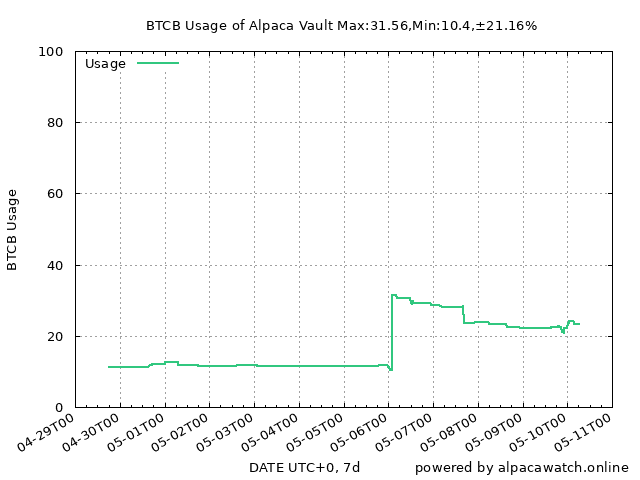 BTCB Usage of Alpaca Vault Max:31.56,Min:10.4,±21.16%
Usage
BTCB Usage
100
80
60
40
20
0
04-29T00
04-30T00
05-01T00
05-02T00
05-03T00
05-04T00
05-05T00
05-06T00
05-07T00
05-08T00
05-09T00
05-10T00
05-11T00
DATE UTC+0, 7d
powered by alpacawatch.online